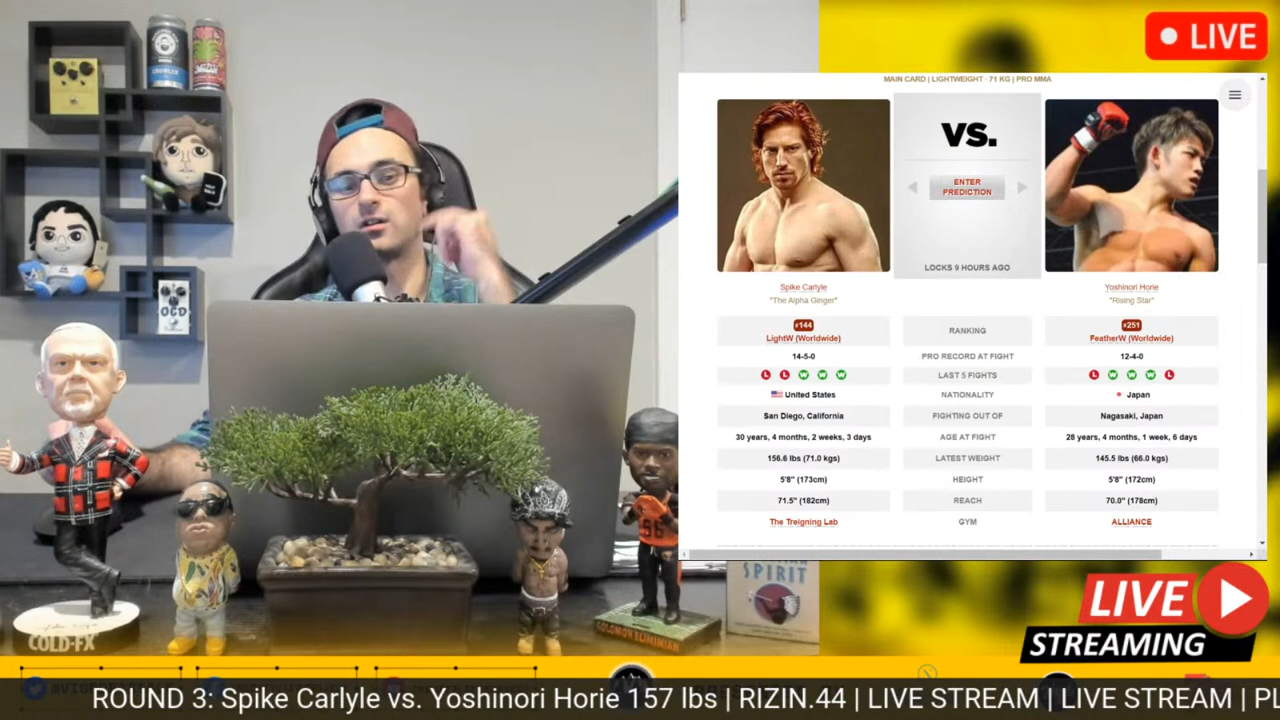 LIVE
MAIN CARD | LIGHTWEIGHT · 71 KG | PRO MMA
VS.
ENTER
PREDICTION
LOCKS 9 HOURS AGO
Spike Carlyle
Yoshinori Horie
"The Alpha Ginger"
"Rising Star"
#144
RANKING
#251
LightW (Worldwide)
FeatherW (Worldwide)
14-5-0
PRO RECORD AT FIGHT
12-4-0
L L W W W
LAST 5 FIGHTS
L W W W L
United States
NATIONALITY
Japan
San Diego, California
FIGHTING OUT OF
Nagasaki, Japan
30 years, 4 months, 2 weeks, 3 days
AGE AT FIGHT
28 years, 4 months, 1 week, 6 days
156.6 lbs (71.0 kgs)
LATEST WEIGHT
145.5 lbs (66.0 kgs)
5'8" (173cm)
HEIGHT
5'8" (172cm)
71.5" (182cm)
REACH
70.0" (178cm)
The Treigning Lab
GYM
ALLIANCE
OCD
COLD-FX
SOLOMON ELIMIMIAN
SPIRIT
LIVE
STREAMING
ROUND 3: Spike Carlyle vs. Yoshinori Horie 157 lbs | RIZIN.44 | LIVE STREAM | LIVE STREAM | PL